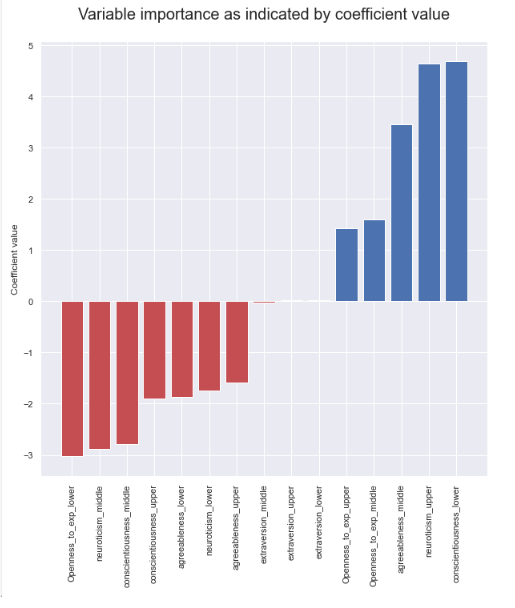 Variable importance as indicated by coefficient value
5
4
3
2
1
0
−1
−2
−3
Coefficient value
Openness_to_exp_lower
neuroticism_middle
conscientiousness_middle
conscientiousness_upper
agreeableness_lower
neuroticism_lower
agreeableness_upper
extraversion_middle
extraversion_upper
extraversion_lower
Openness_to_exp_upper
Openness_to_exp_middle
agreeableness_middle
neuroticism_upper
conscientiousness_lower